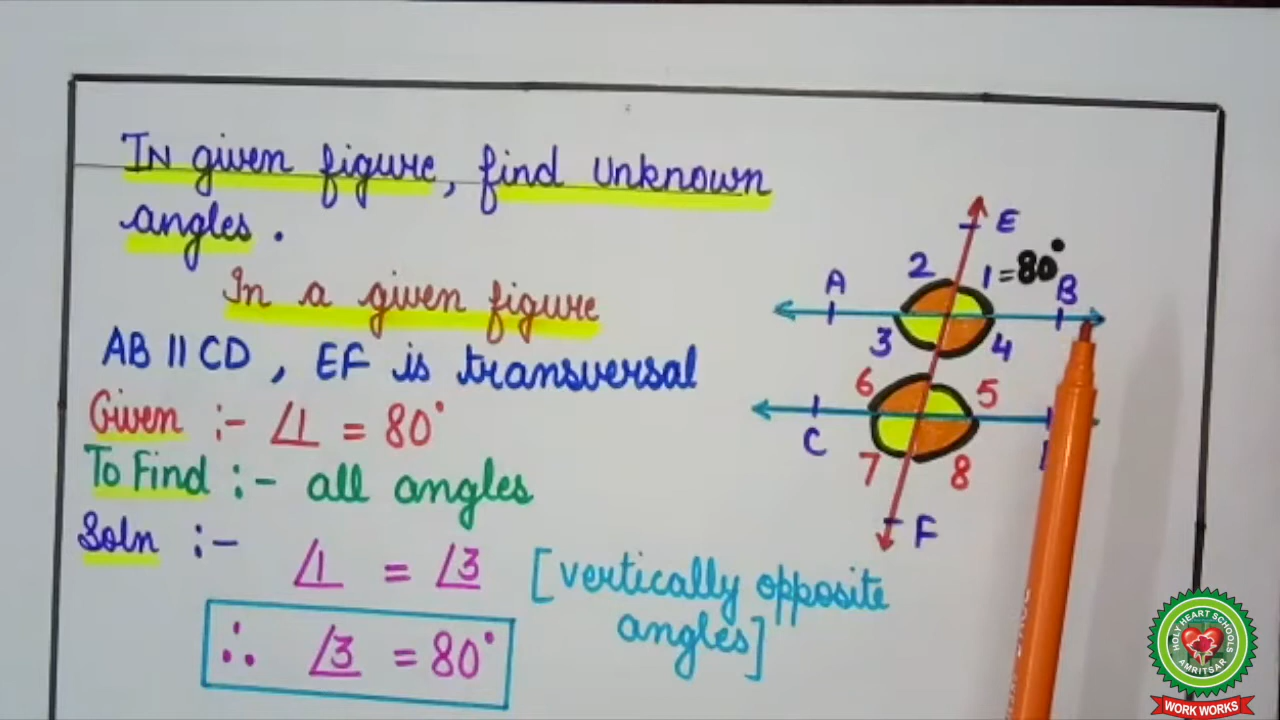 IN given figure, find unknown
angles.
In a given figure
AB || CD, EF is transversal
Given :- ∠1 = 80°
To Find :- all angles
Soln :-
∠1 = ∠3 [vertically opposite
angles]
∴ ∠3 = 80°
E
2 1 = 80°
A B
3 4
6 5
C
7 8
F
HOLY HEART SCHOOLS
AMRITSAR
WORK WORKS